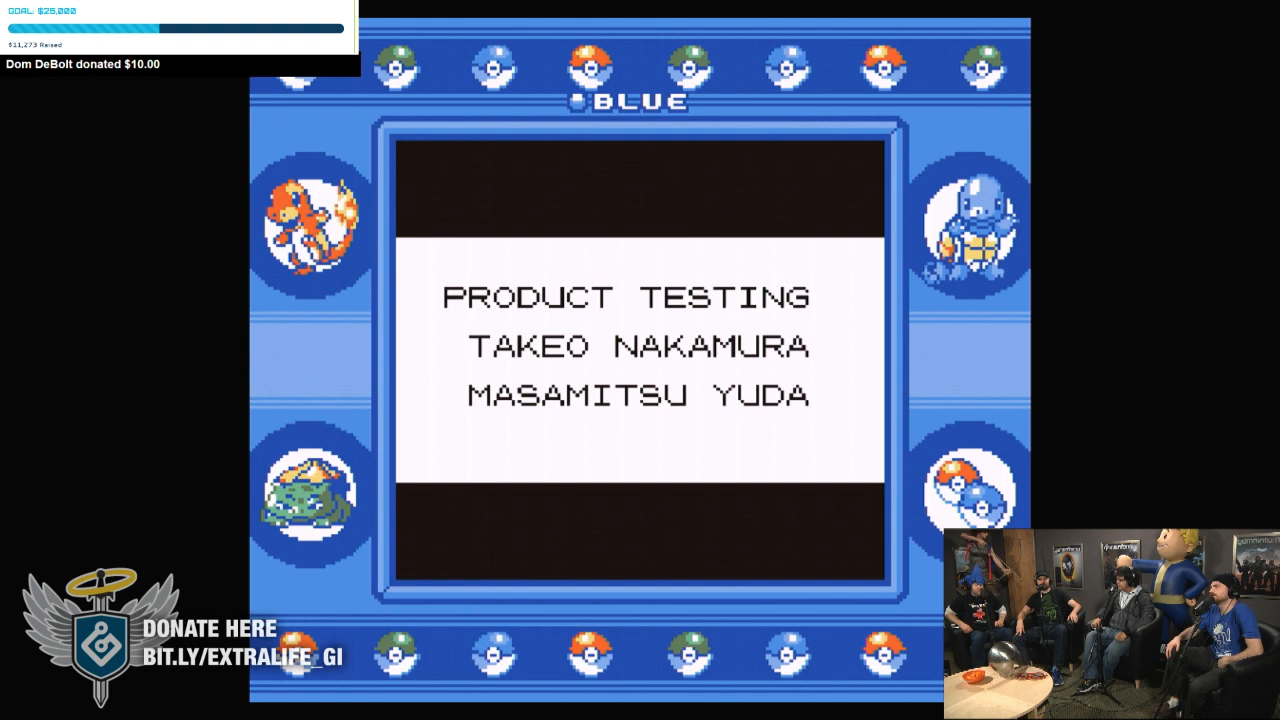 GOAL: $25,000
$11,273 Raised
Dom DeBolt donated $10.00
BLUE
PRODUCT TESTING
TAKEO NAKAMURA
MASAMITSU YUDA
DONATE HERE
BIT.LY/EXTRALIFE_GI